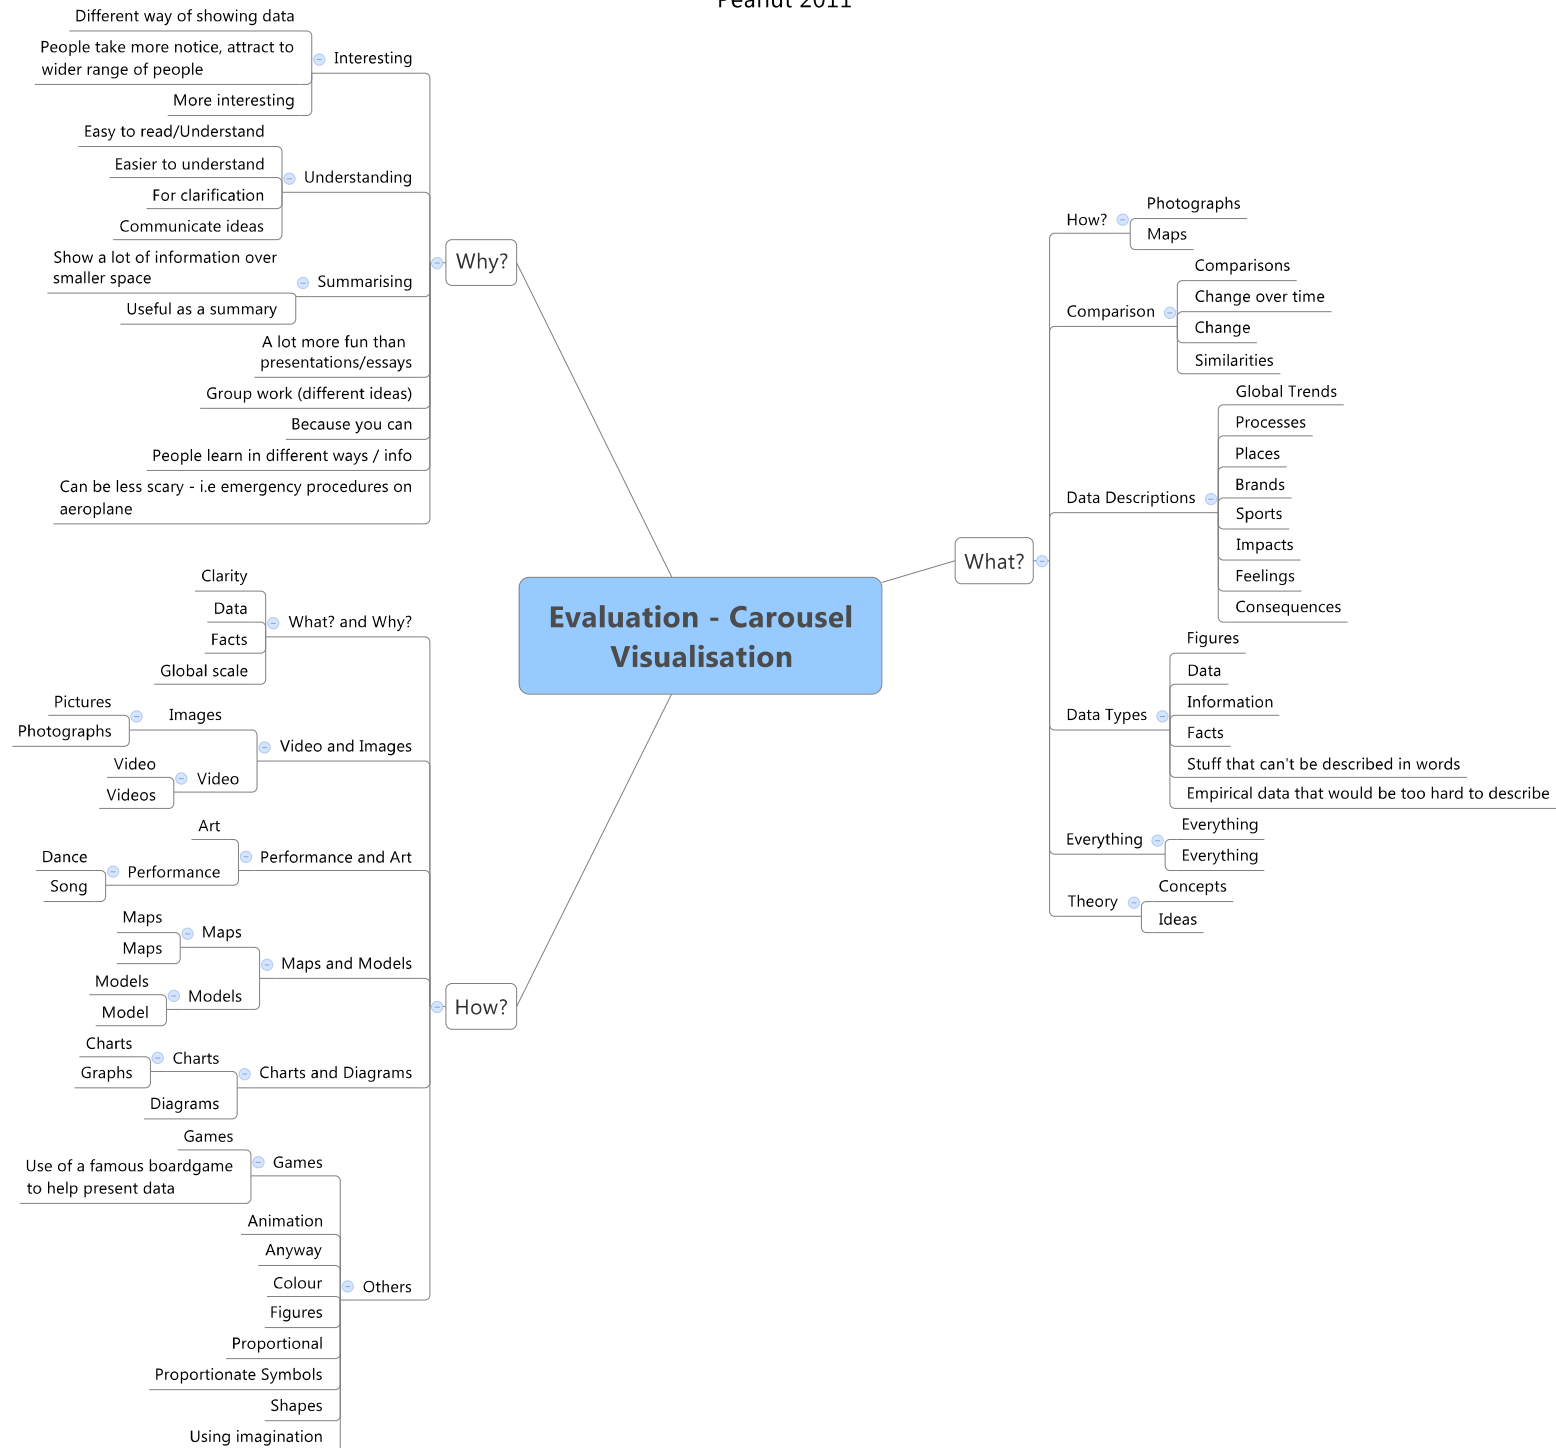 Peanut 2011
Different way of showing data
People take more notice, attract to
wider range of people
More interesting
Interesting
Easy to read/Understand
Easier to understand
For clarification
Communicate ideas
Understanding
Show a lot of information over
smaller space
Useful as a summary
Summarising
A lot more fun than
presentations/essays
Group work (different ideas)
Because you can
People learn in different ways / info
Can be less scary - i.e emergency procedures on
aeroplane
Why?
Clarity
Data
Facts
Global scale
What? and Why?
Pictures
Photographs
Images
Video
Videos
Video
Video and Images
Art
Dance
Song
Performance
Performance and Art
Maps
Maps
Maps
Models
Model
Models
Maps and Models
Charts
Graphs
Charts
Diagrams
Charts and Diagrams
Games
Use of a famous boardgame
to help present data
Games
Animation
Anyway
Colour
Figures
Proportional
Proportionate Symbols
Shapes
Using imagination
Others
How?
Evaluation - Carousel
Visualisation
What?
How?
Photographs
Maps
Comparison
Comparisons
Change over time
Change
Similarities
Data Descriptions
Global Trends
Processes
Places
Brands
Sports
Impacts
Feelings
Consequences
Data Types
Figures
Data
Information
Facts
Stuff that can't be described in words
Empirical data that would be too hard to describe
Everything
Everything
Everything
Theory
Concepts
Ideas